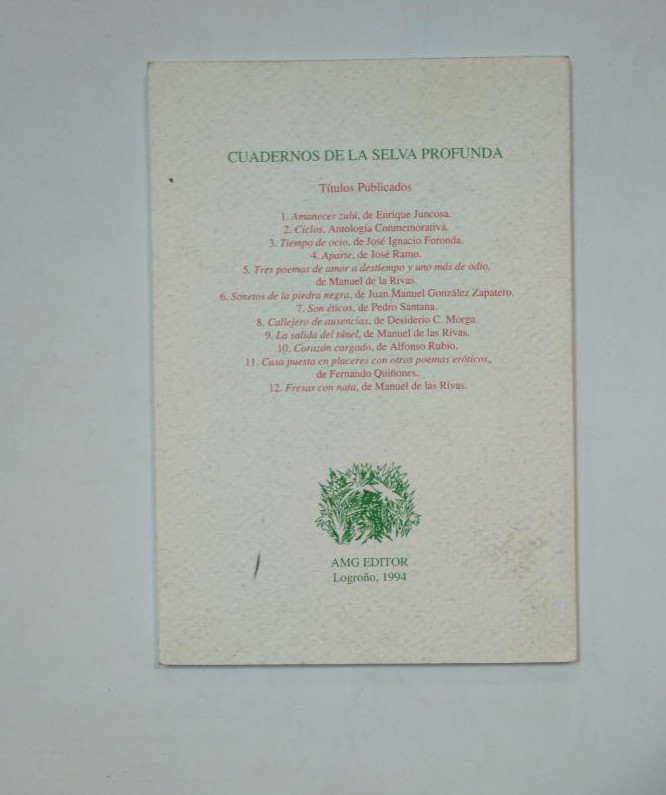 CUADERNOS DE LA SELVA PROFUNDA
Títulos Publicados
1. Amanecer zulú, de Enrique Juncosa.
2. Ciclos, Antología Conmemorativa.
3. Tiempo de ocio, de José Ignacio Foronda.
4. Aparte, de José Ramo.
5. Tres poemas de amor a destiempo y uno más de odio,
de Manuel de la Rivas.
6. Sonetos de la piedra negra, de Juan Manuel González Zapatero.
7. Son éticos, de Pedro Santana.
8. Callejero de ausencias, de Desiderio C. Morga.
9. La salida del túnel, de Manuel de las Rivas.
10. Corazón cargado, de Alfonso Rubio.
11. Casa puesta en placeres con otros poemas eróticos,
de Fernando Quiñones.
12. Fresas con nata, de Manuel de las Rivas.
AMG EDITOR
Logroño, 1994